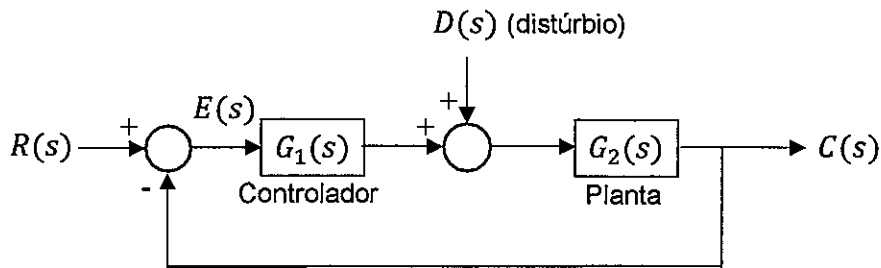 D(s) (distúrbio)
+
R(s)
+
E(s)
G₁(s)
+
G₂(s)
C(s)
-
Controlador
Planta